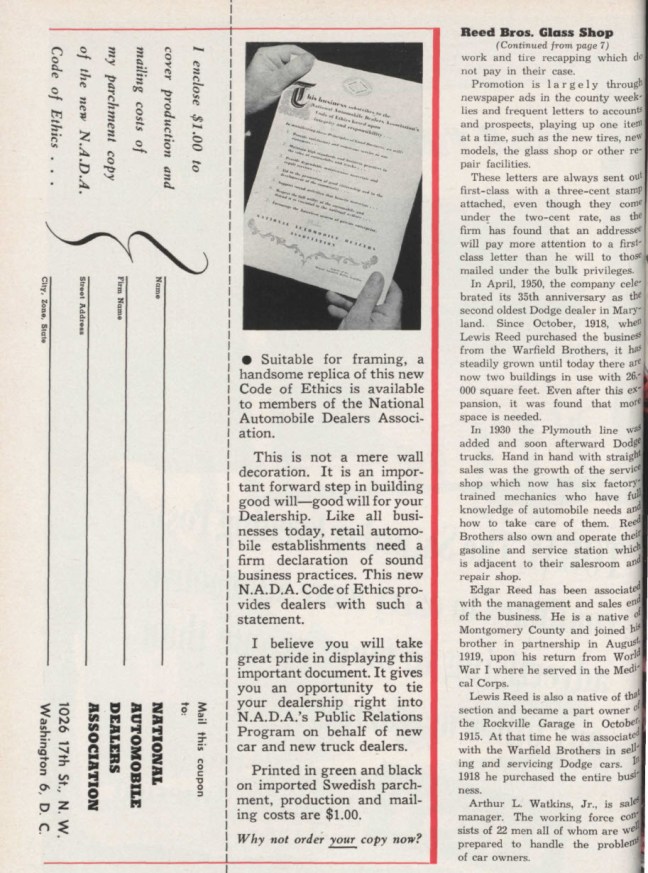 I enclose $1.00 to
cover production and
mailing costs of
my parchment copy
of the new N.A.D.A.
Code of Ethics . . .
Name
Firm Name
Street Address
City, Zone, State
Mail this coupon
to:
NATIONAL
AUTOMOBILE
DEALERS
ASSOCIATION
1026 17th St., N. W.
Washington 6, D. C.
This business subscribes to the
National Automobile Dealers Association's
Code of Ethics based upon
integrity and responsibility
NATIONAL AUTOMOBILE DEALERS
ASSOCIATION
● Suitable for framing, a
handsome replica of this new
Code of Ethics is available
to members of the National
Automobile Dealers Associ-
ation.
This is not a mere wall
decoration. It is an impor-
tant forward step in building
good will—good will for your
Dealership. Like all busi-
nesses today, retail automo-
bile establishments need a
firm declaration of sound
business practices. This new
N.A.D.A. Code of Ethics pro-
vides dealers with such a
statement.
I believe you will take
great pride in displaying this
important document. It gives
you an opportunity to tie
your dealership right into
N.A.D.A.'s Public Relations
Program on behalf of new
car and new truck dealers.
Printed in green and black
on imported Swedish parch-
ment, production and mail-
ing costs are $1.00.
Why not order your copy now?
Reed Bros. Glass Shop
(Continued from page 7)
work and tire recapping which do
not pay in their case.
Promotion is largely through
newspaper ads in the county week-
lies and frequent letters to accounts
and prospects, playing up one item
at a time, such as the new tires, new
models, the glass shop or other re-
pair facilities.
These letters are always sent out
first-class with a three-cent stamp
attached, even though they come
under the two-cent rate, as the
firm has found that an addressee
will pay more attention to a first-
class letter than he will to those
mailed under the bulk privileges.
In April, 1950, the company cele-
brated its 35th anniversary as the
second oldest Dodge dealer in Mary-
land. Since October, 1918, when
Lewis Reed purchased the business
from the Warfield Brothers, it has
steadily grown until today there are
now two buildings in use with 26,-
000 square feet. Even after this ex-
pansion, it was found that more
space is needed.
In 1930 the Plymouth line was
added and soon afterward Dodge
trucks. Hand in hand with straight
sales was the growth of the service
shop which now has six factory-
trained mechanics who have full
knowledge of automobile needs and
how to take care of them. Reed
Brothers also own and operate their
gasoline and service station which
is adjacent to their salesroom and
repair shop.
Edgar Reed has been associated
with the management and sales end
of the business. He is a native of
Montgomery County and joined his
brother in partnership in August,
1919, upon his return from World
War I where he served in the Medi-
cal Corps.
Lewis Reed is also a native of that
section and became a part owner of
the Rockville Garage in October,
1915. At that time he was associated
with the Warfield Brothers in sell-
ing and servicing Dodge cars. In
1918 he purchased the entire busi-
ness.
Arthur L. Watkins, Jr., is sales
manager. The working force con-
sists of 22 men all of whom are well
prepared to handle the problems
of car owners.